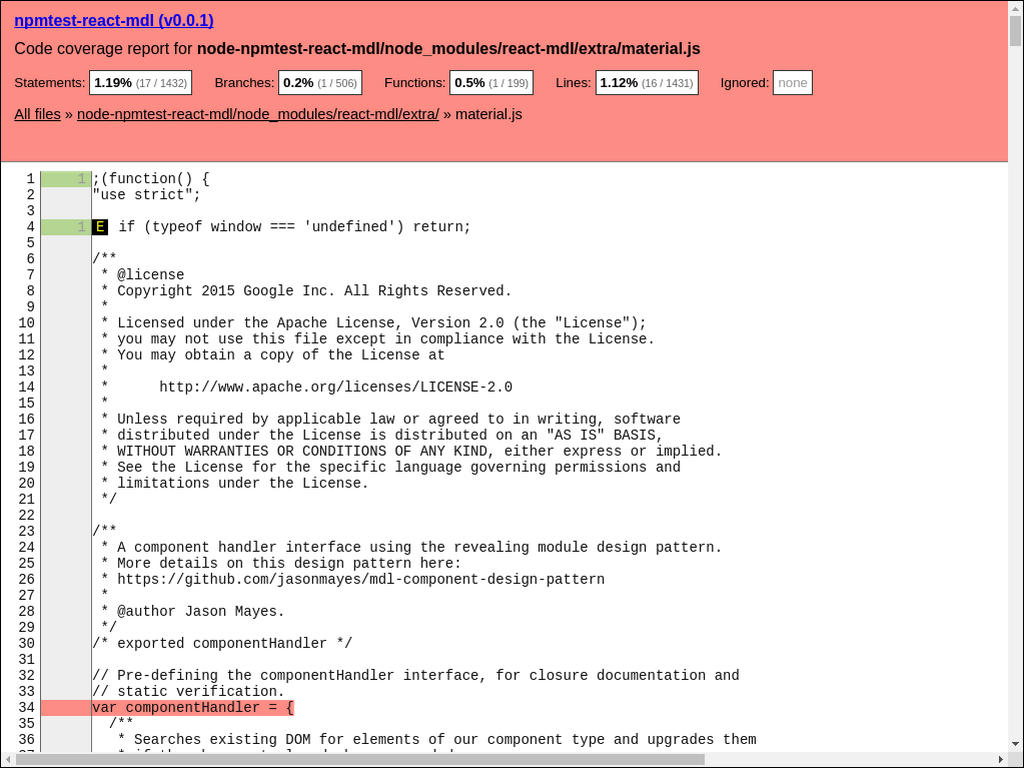 npmtest-react-mdl (v0.0.1)
Code coverage report for node-npmtest-react-mdl/node_modules/react-mdl/extra/material.js
Statements: 1.19% (17 / 1432) Branches: 0.2% (1 / 506) Functions: 0.5% (1 / 199) Lines: 1.12% (16 / 1431) Ignored: none
All files » node-npmtest-react-mdl/node_modules/react-mdl/extra/ » material.js
1 1 ;(function() {
2 "use strict";
3
4 1 E if (typeof window === 'undefined') return;
5
6 /**
7 * @license
8 * Copyright 2015 Google Inc. All Rights Reserved.
9 *
10 * Licensed under the Apache License, Version 2.0 (the "License");
11 * you may not use this file except in compliance with the License.
12 * You may obtain a copy of the License at
13 *
14 * http://www.apache.org/licenses/LICENSE-2.0
15 *
16 * Unless required by applicable law or agreed to in writing, software
17 * distributed under the License is distributed on an "AS IS" BASIS,
18 * WITHOUT WARRANTIES OR CONDITIONS OF ANY KIND, either express or implied.
19 * See the License for the specific language governing permissions and
20 * limitations under the License.
21 */
22
23 /**
24 * A component handler interface using the revealing module design pattern.
25 * More details on this design pattern here:
26 * https://github.com/jasonmayes/mdl-component-design-pattern
27 *
28 * @author Jason Mayes.
29 */
30 /* exported componentHandler */
31
32 // Pre-defining the componentHandler interface, for closure documentation and
33 // static verification.
34 var componentHandler = {
35 /**
36 * Searches existing DOM for elements of our component type and upgrades them